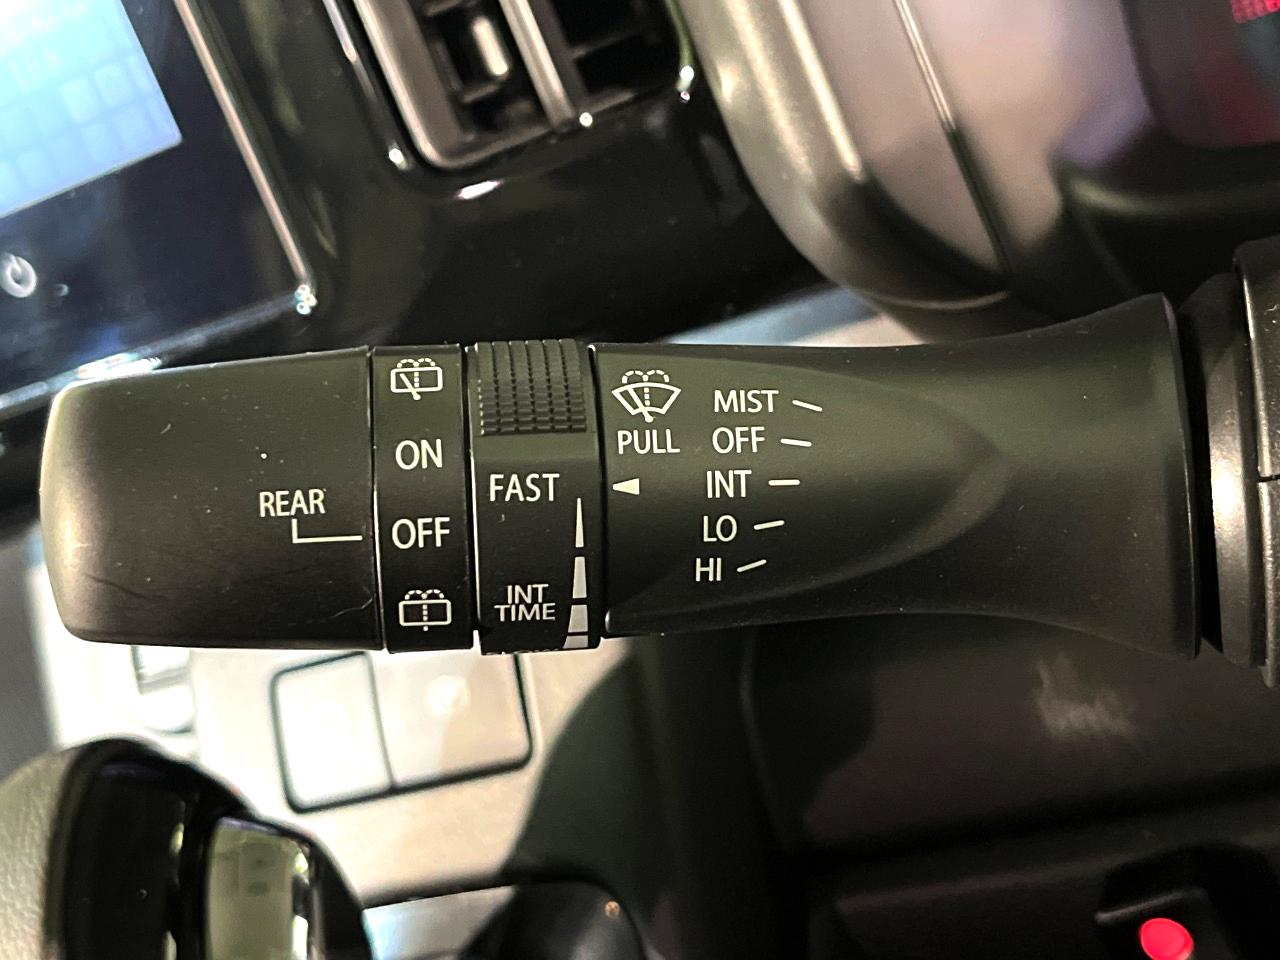 REAR
ON
OFF
FAST
INT
TIME
PULL
MIST
OFF
INT
LO
HI